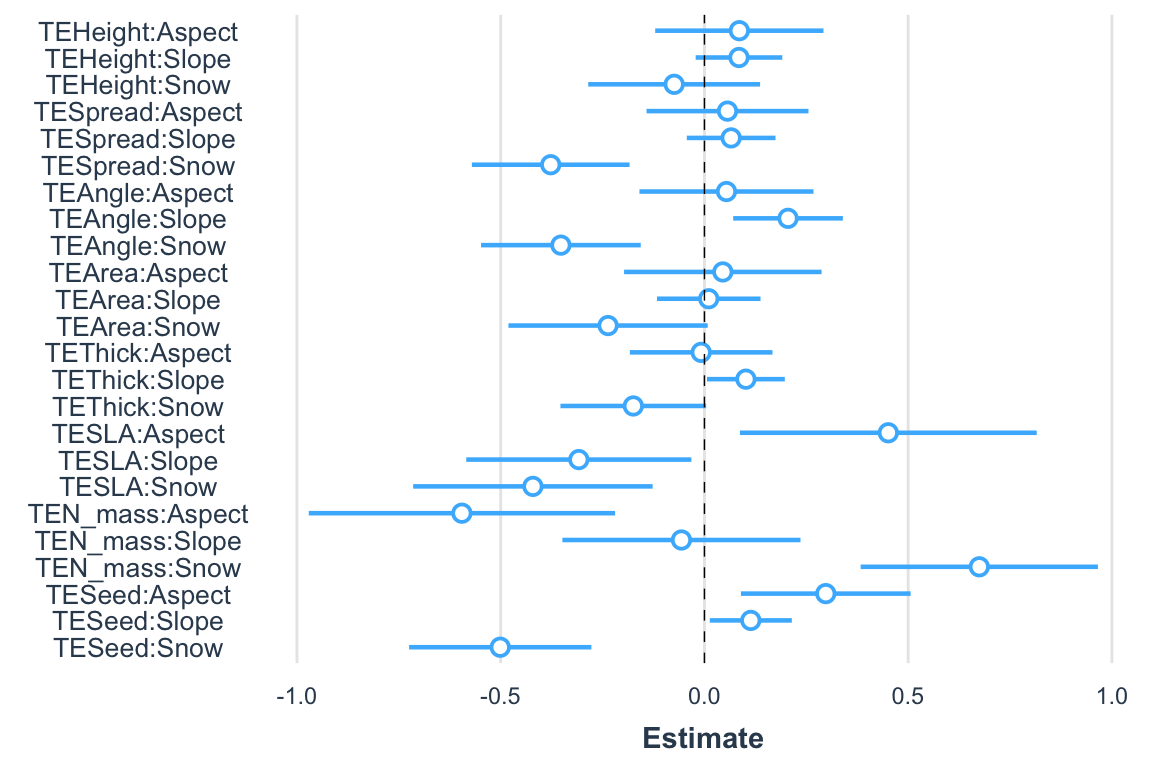 TEHeight:Aspect
TEHeight:Slope
TEHeight:Snow
TESpread:Aspect
TESpread:Slope
TESpread:Snow
TEAngle:Aspect
TEAngle:Slope
TEAngle:Snow
TEArea:Aspect
TEArea:Slope
TEArea:Snow
TEThick:Aspect
TEThick:Slope
TEThick:Snow
TESLA:Aspect
TESLA:Slope
TESLA:Snow
TEN_mass:Aspect
TEN_mass:Slope
TEN_mass:Snow
TESeed:Aspect
TESeed:Slope
TESeed:Snow
-1.0 -0.5 0.0 0.5 1.0
Estimate